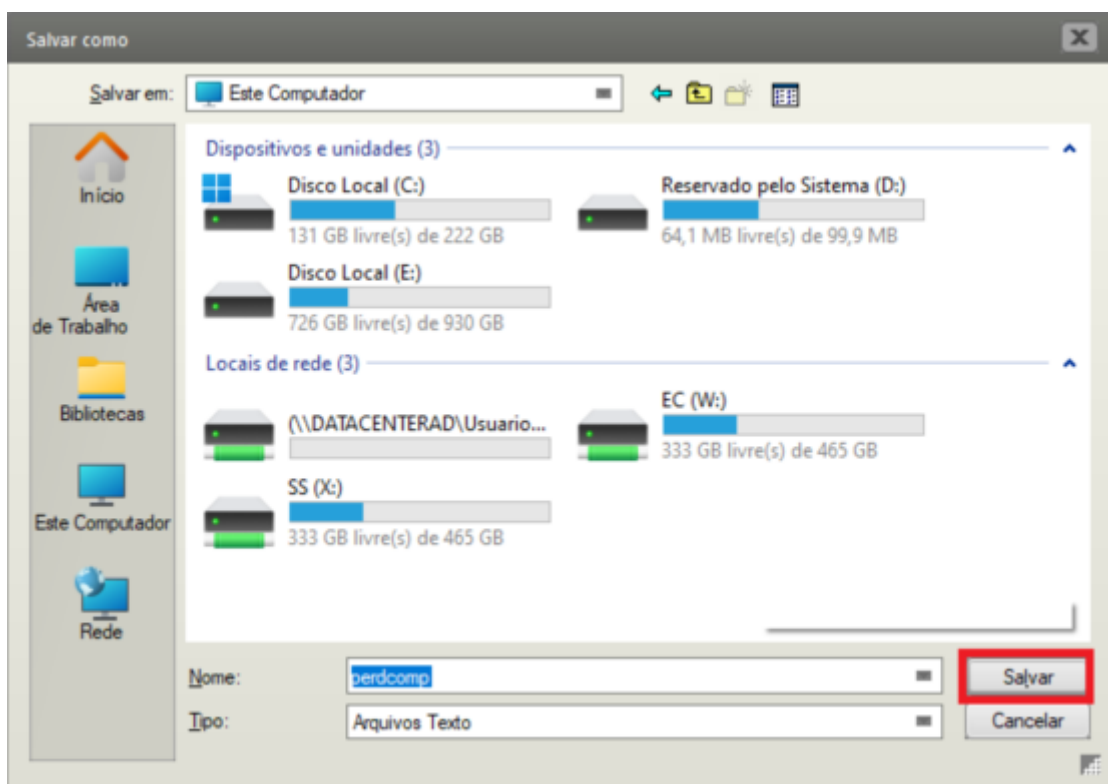 Salvar como
Salvar em: Este Computador
Início
Área
de Trabalho
Bibliotecas
Este Computador
Rede
Dispositivos e unidades (3)
Disco Local (C:)
131 GB livre(s) de 222 GB
Reservado pelo Sistema (D:)
64,1 MB livre(s) de 99,9 MB
Disco Local (E:)
726 GB livre(s) de 930 GB
Locais de rede (3)
(\\DATACENTERAD\Usuario...
EC (W:)
333 GB livre(s) de 465 GB
SS (X:)
333 GB livre(s) de 465 GB
Nome: perdcomp
Salvar
Tipo: Arquivos Texto
Cancelar